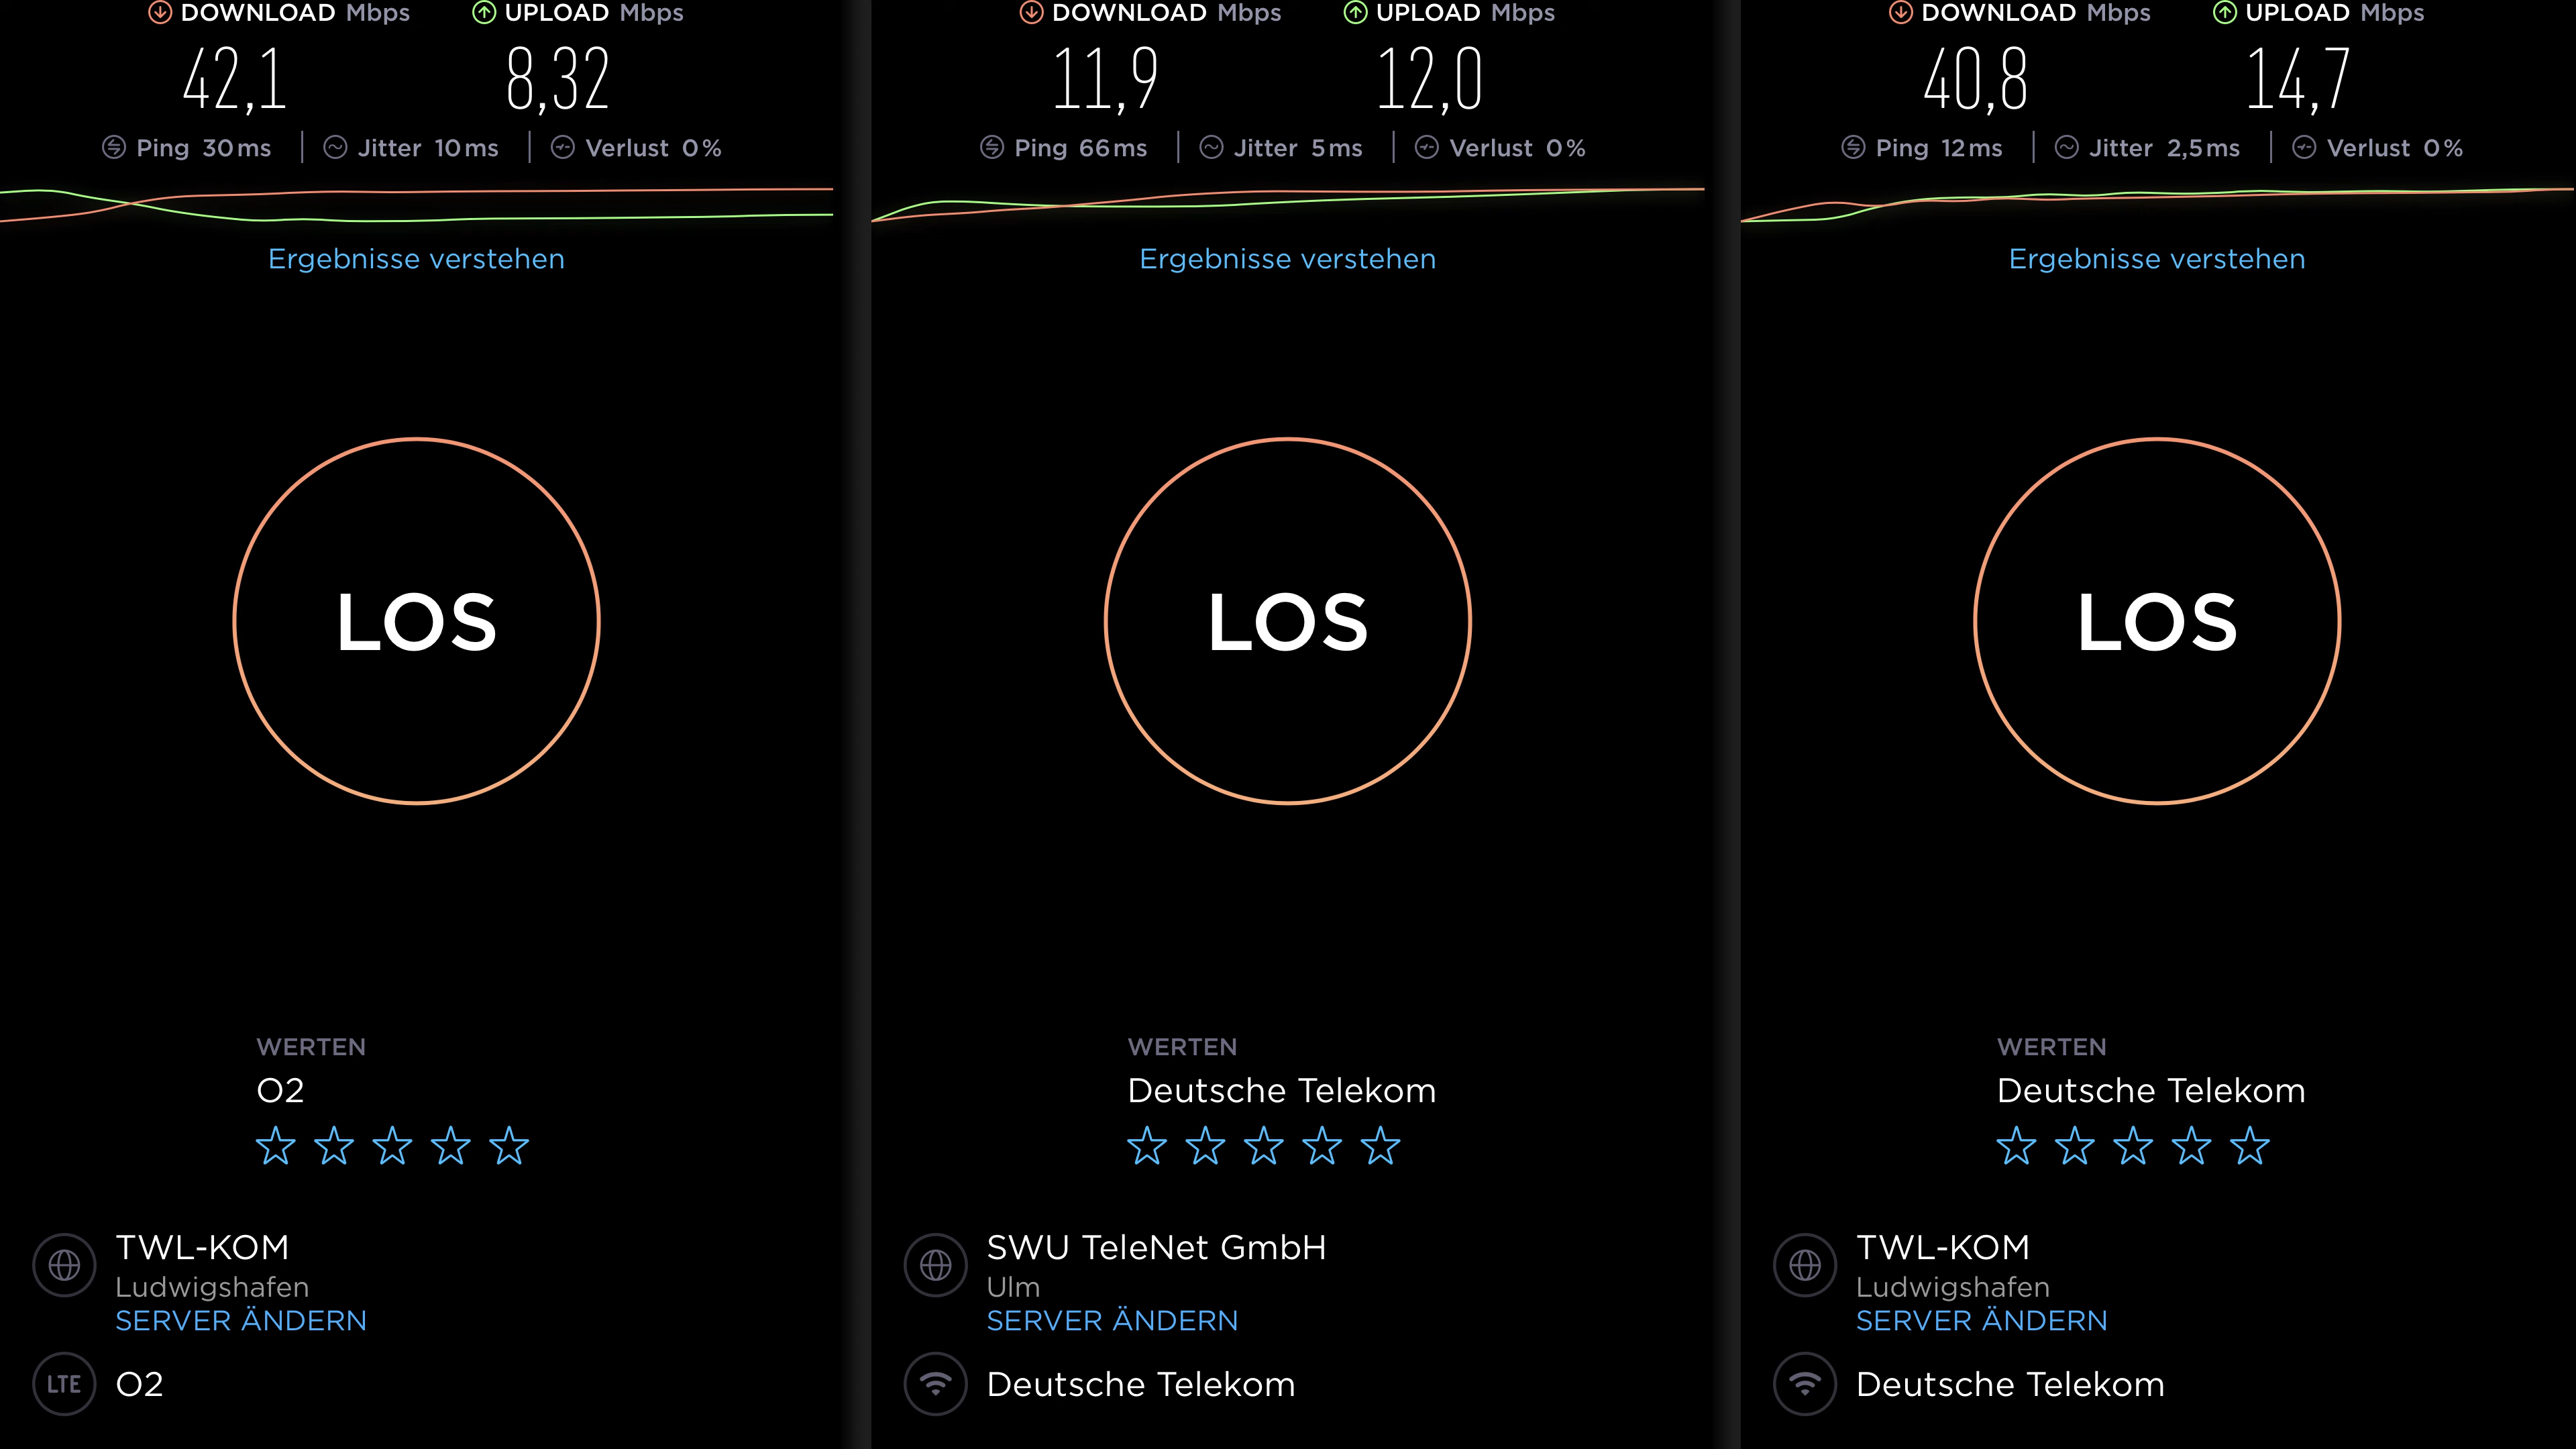 DOWNLOAD Mbps UPLOAD Mbps
42,1 8,32
Ping 30 ms Jitter 10 ms Verlust 0 %
Ergebnisse verstehen
LOS
WERTEN
O2
TWL-KOM
Ludwigshafen
SERVER ÄNDERN
LTE O2
DOWNLOAD Mbps UPLOAD Mbps
11,9 12,0
Ping 66 ms Jitter 5 ms Verlust 0 %
Ergebnisse verstehen
LOS
WERTEN
Deutsche Telekom
SWU TeleNet GmbH
Ulm
SERVER ÄNDERN
Deutsche Telekom
DOWNLOAD Mbps UPLOAD Mbps
40,8 14,7
Ping 12 ms Jitter 2,5 ms Verlust 0 %
Ergebnisse verstehen
LOS
WERTEN
Deutsche Telekom
TWL-KOM
Ludwigshafen
SERVER ÄNDERN
Deutsche Telekom